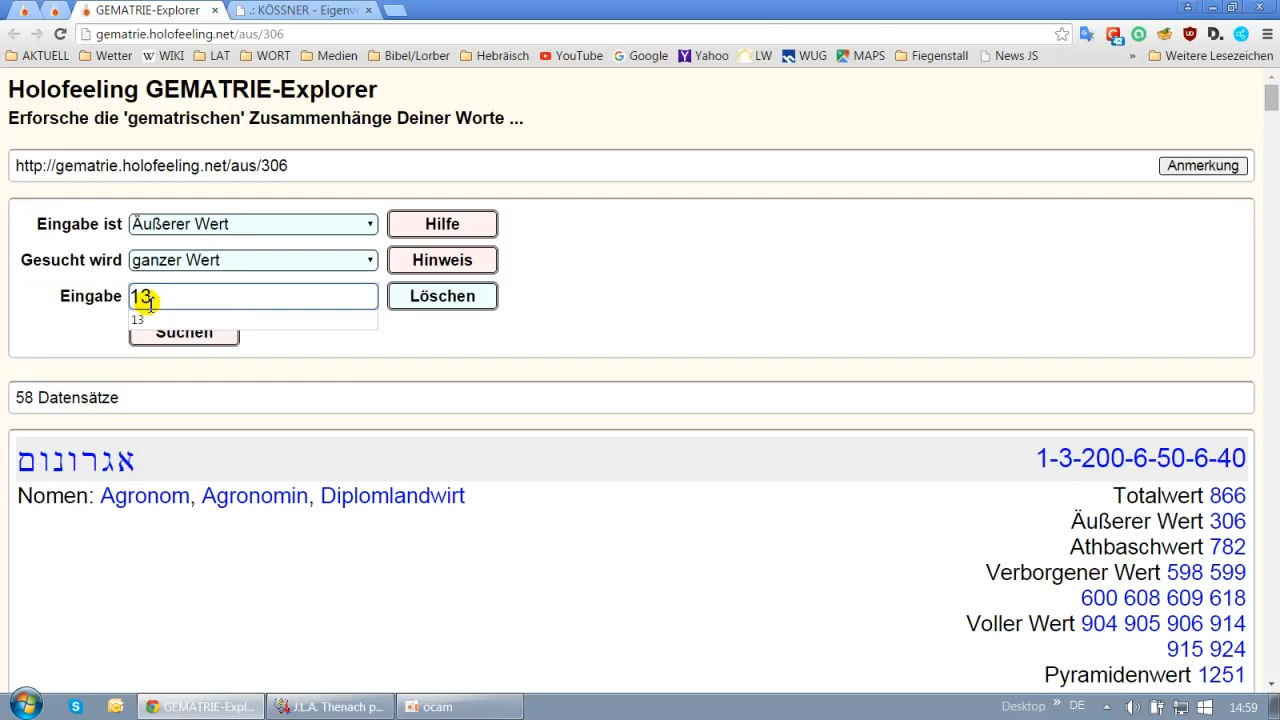 GEMATRIE-Explorer
.: KÖSSNER - Eigenv
gematrie.holofeeling.net/aus/306
AKTUELL Wetter WIKI LAT WORT Medien Bibel/Lorber Hebräisch YouTube Google Yahoo LW WUG MAPS Fiegenstall News JS » Weitere Lesezeichen
Holofeeling GEMATRIE-Explorer
Erforsche die 'gematrischen' Zusammenhänge Deiner Worte ...
http://gematrie.holofeeling.net/aus/306 Anmerkung
Eingabe ist Äußerer Wert Hilfe
Gesucht wird ganzer Wert Hinweis
Eingabe 13 Löschen
13
Suchen
58 Datensätze
אגרונום 1-3-200-6-50-6-40
Nomen: Agronom, Agronomin, Diplomlandwirt Totalwert 866
Äußerer Wert 306
Athbaschwert 782
Verborgener Wert 598 599
600 608 609 618
Voller Wert 904 905 906 914
915 924
Pyramidenwert 1251
GEMATRIE-Expl... J.L.A. Thenach p... ocam Desktop » DE 14:59